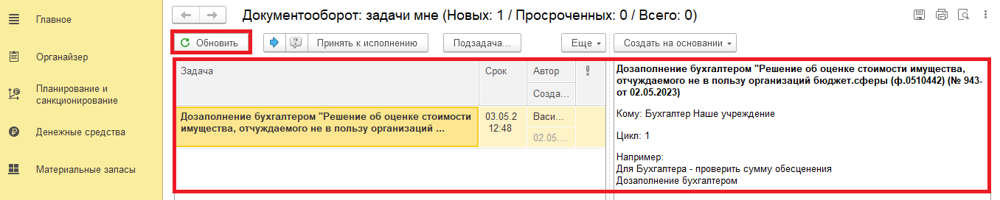 Главное
Органайзер
Планирование и
санкционирование
Денежные средства
Материальные запасы
Документооборот: задачи мне (Новых: 1 / Просроченных: 0 / Всего: 0)
Обновить
?
Принять к исполнению
Подзадача...
Еще
Создать на основании
Задача
Срок
Автор
Созда...
!
Дозаполнение бухгалтером "Решение об оценке стоимости
имущества, отчуждаемого не в пользу организаций ...
03.05.2
12:48
Васи...
02.05....
Дозаполнение бухгалтером "Решение об оценке стоимости имущества,
отчуждаемого не в пользу организаций бюджет.сферы (ф.0510442) (№ 943-
от 02.05.2023)
Кому: Бухгалтер Наше учреждение
Цикл: 1
Например:
Для Бухгалтера - проверить сумму обесценения
Дозаполнение бухгалтером